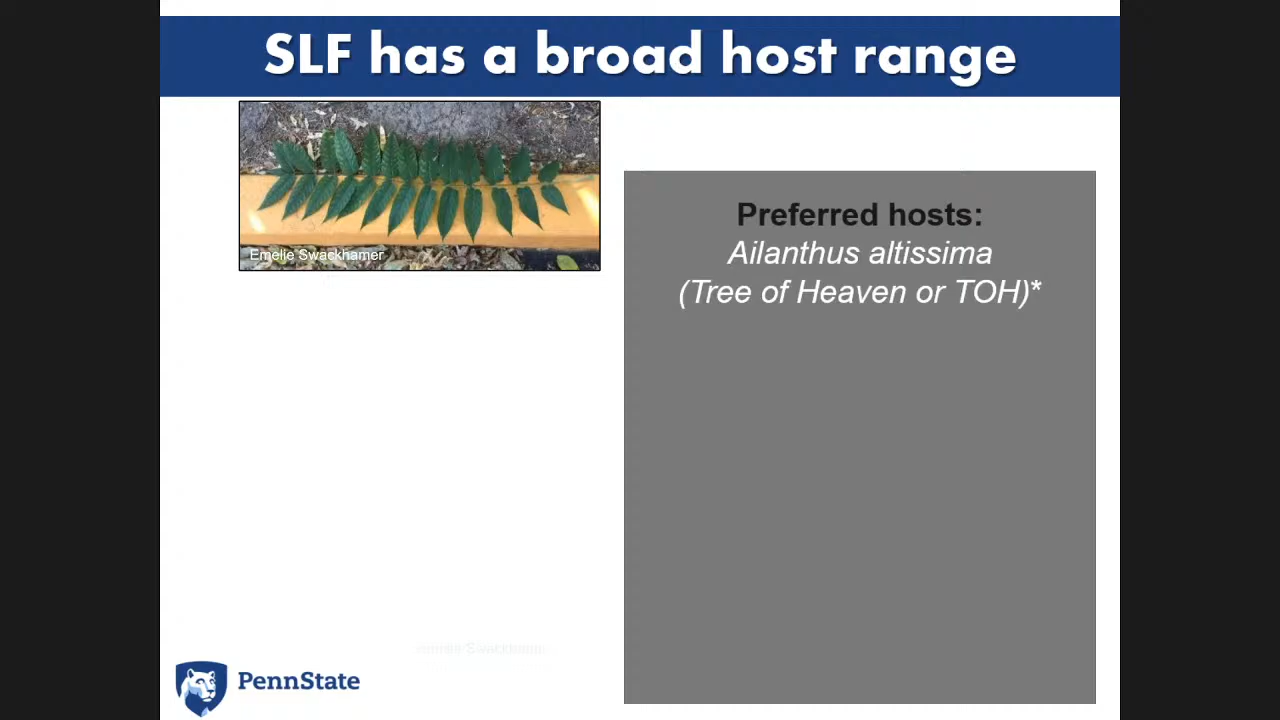 SLF has a broad host range
Emelie Swackhamer
Preferred hosts:
Ailanthus altissima
(Tree of Heaven or TOH)*
PennState